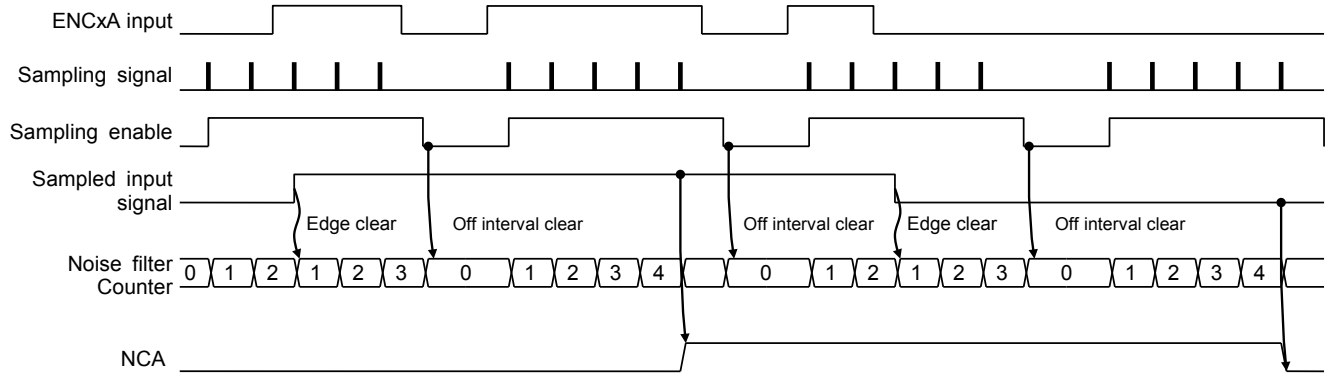 ENCxA input
Sampling signal
Sampling enable
Sampled input
signal
Edge clear
Off interval clear
Off interval clear
Edge clear
Off interval clear
Noise filter
Counter
0 1 2 1 2 3 0 1 2 3 4 0 1 2 1 2 3 0 1 2 3 4
NCA